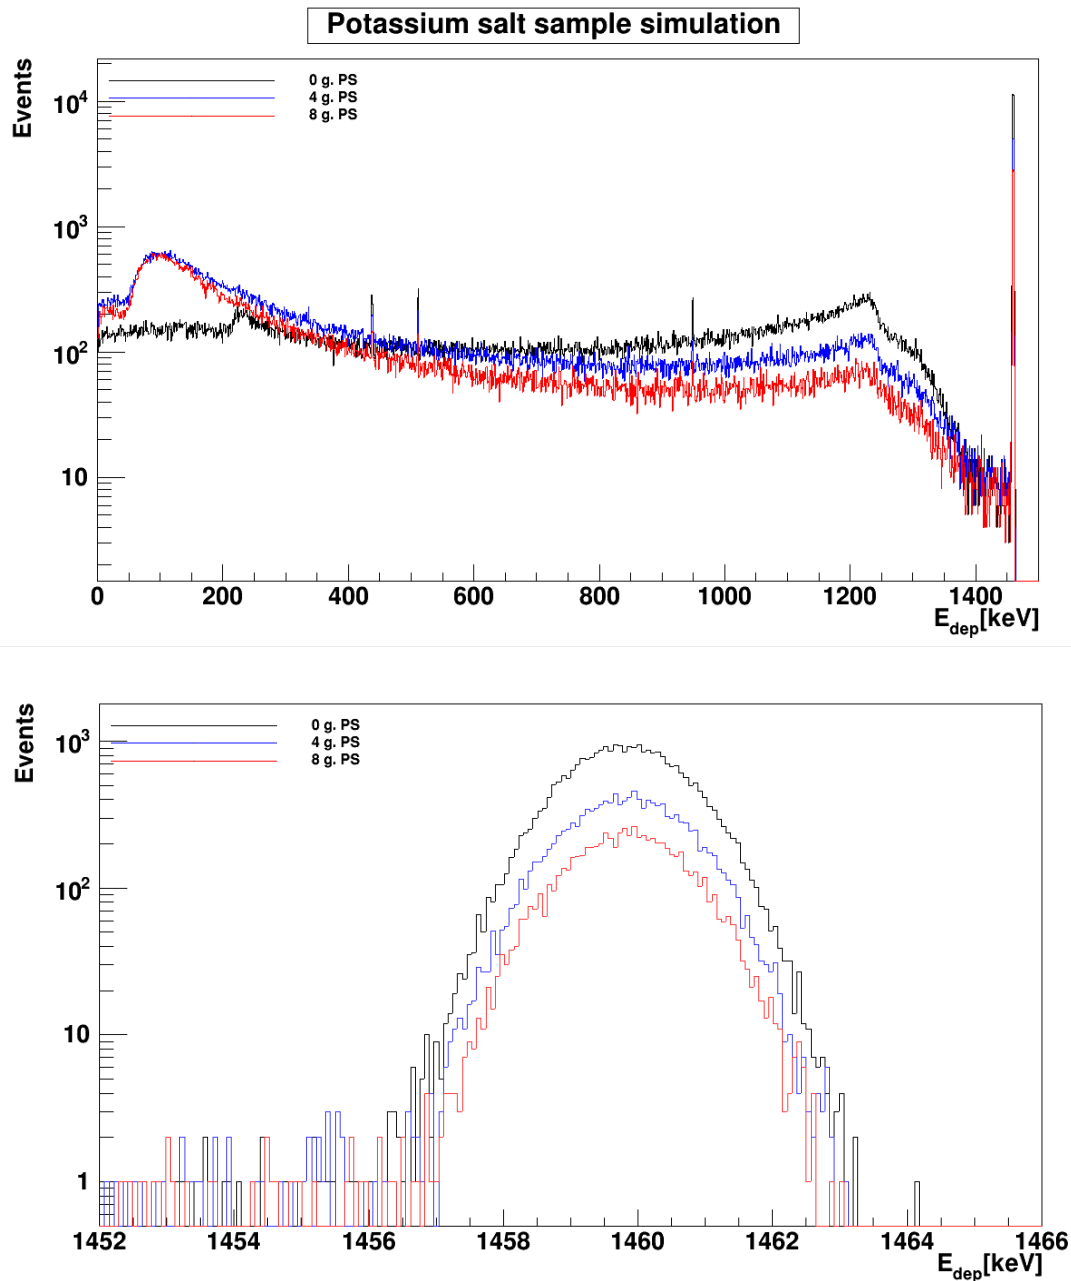 Potassium salt sample simulation
Events
0 g. PS
4 g. PS
8 g. PS
10⁴
10³
10²
10
0 200 400 600 800 1000 1200 1400
E_dep[keV]
Events
0 g. PS
4 g. PS
8 g. PS
10³
10²
10
1
1452 1454 1456 1458 1460 1462 1464 1466
E_dep[keV]